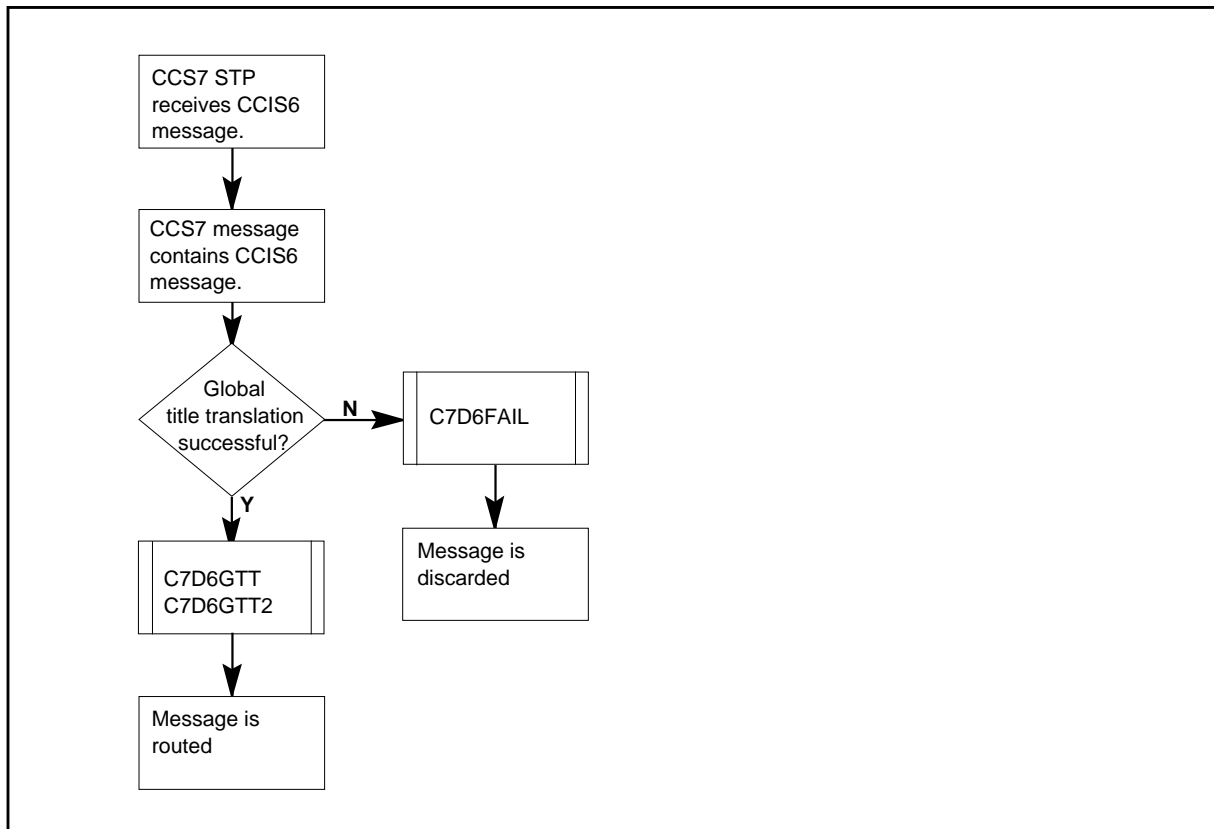 CCS7 STP
receives CCIS6
message.
CCS7 message
contains CCIS6
message.
Global
title translation
successful?
N
C7D6FAIL
Y
Message is
discarded
C7D6GTT
C7D6GTT2
Message is
routed